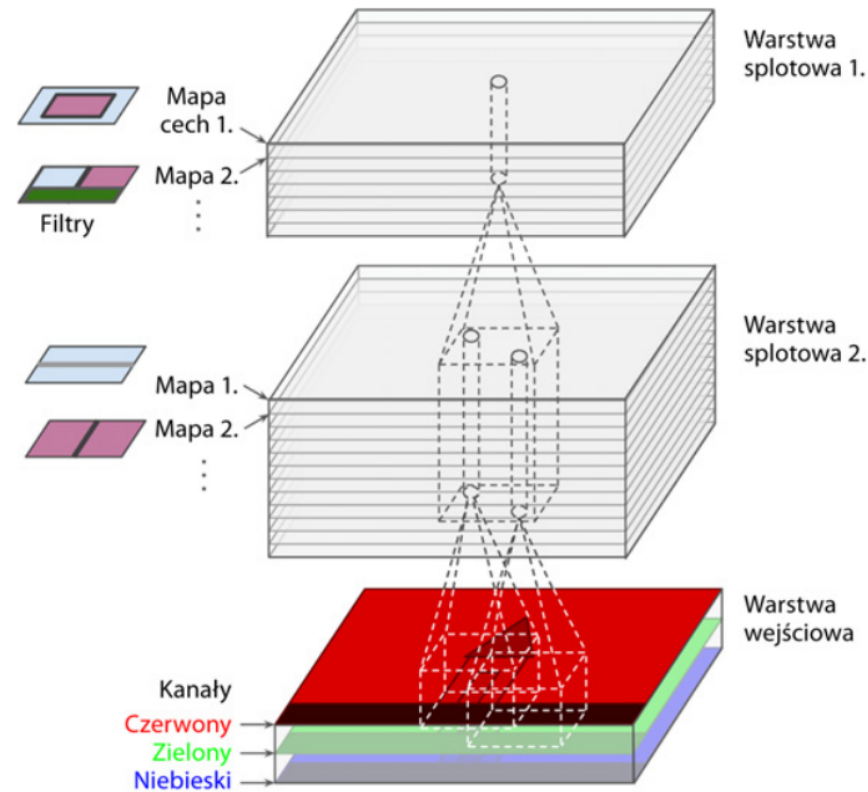 Warstwa
splotowa 1.
Mapa
cech 1.
Mapa 2.
Filtry
Warstwa
splotowa 2.
Mapa 1.
Mapa 2.
Warstwa
wejściowa
Kanały
Czerwony
Zielony
Niebieski